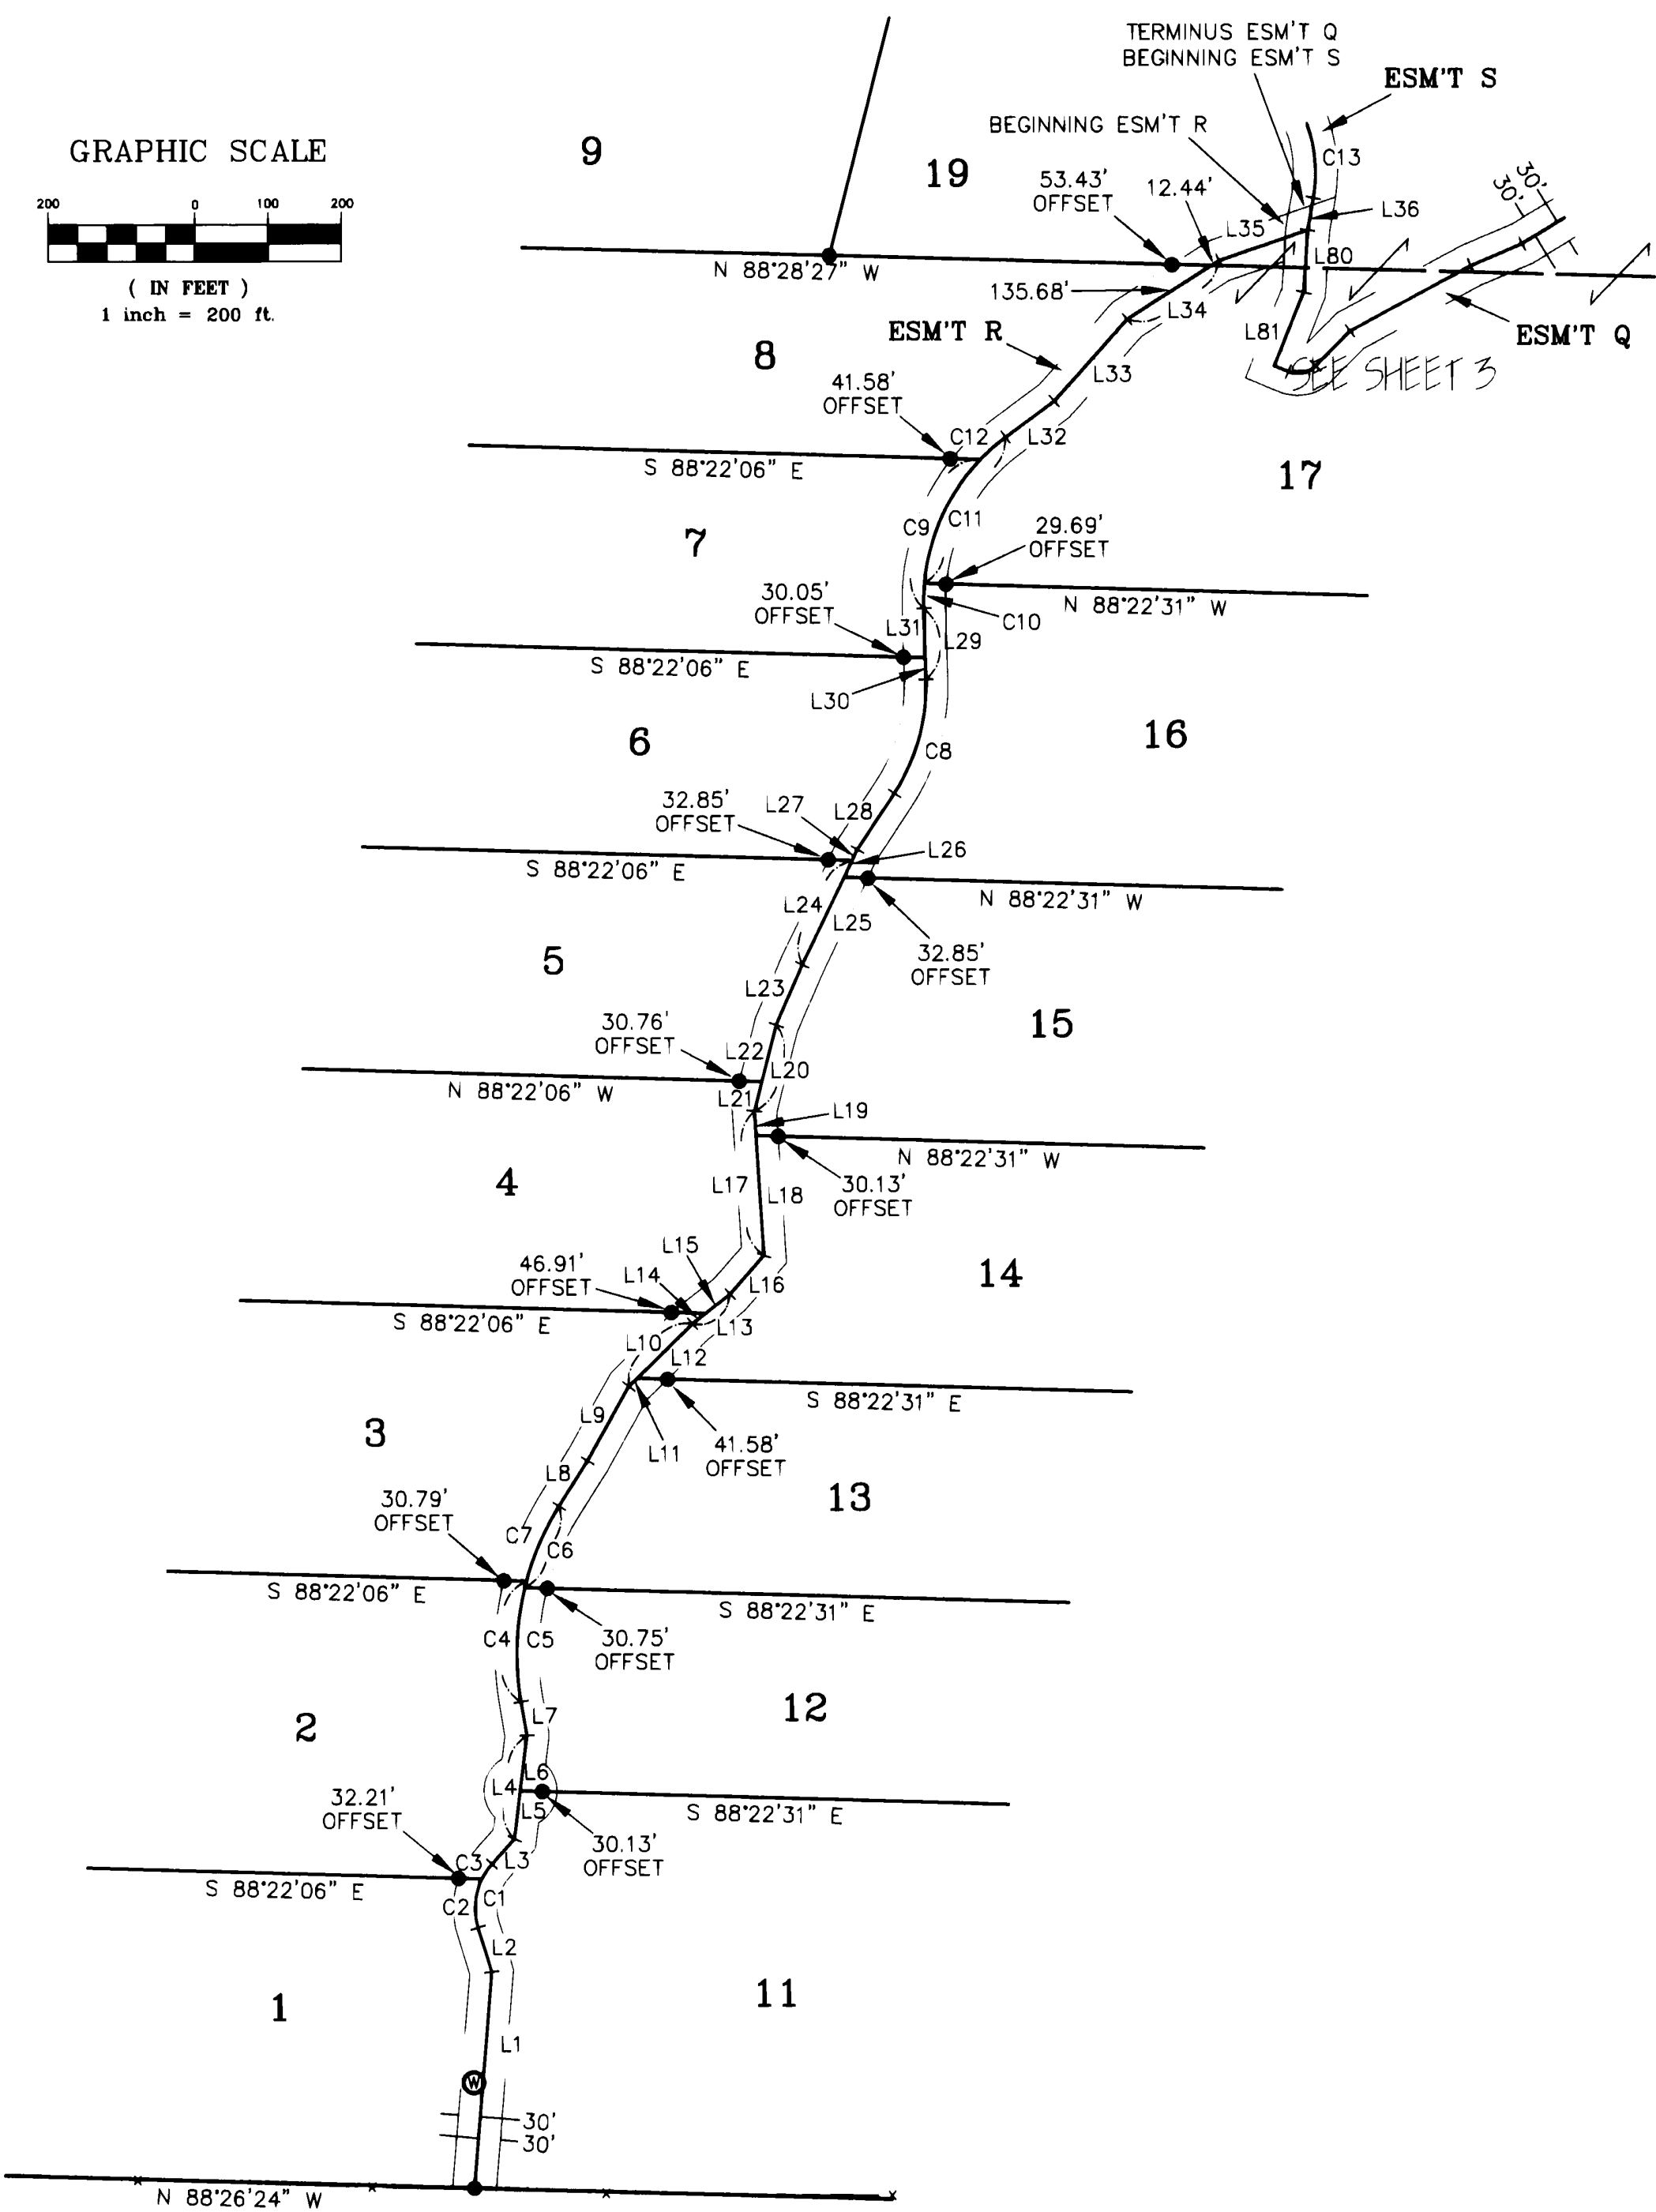 TERMINUS ESM'T Q
BEGINNING ESM'T S
ESM'T S
BEGINNING ESM'T R
C13
GRAPHIC SCALE
9
19
53.43'
OFFSET
12.44'
30'
30'
200 0 100 200
L35
L36
N 88°28'27" W
L80
( IN FEET )
1 inch = 200 ft.
135.68'
L34
L81
ESM'T R
ESM'T Q
8
SEE SHEET 3
L33
41.58'
OFFSET
C12
L32
S 88°22'06" E
17
C9
C11
29.69'
OFFSET
7
30.05'
OFFSET
N 88°22'31" W
C10
L31
L29
S 88°22'06" E
L30
6
16
C8
32.85'
OFFSET
L27
L28
L26
S 88°22'06" E
N 88°22'31" W
L24
L25
32.85'
OFFSET
5
L23
15
30.76'
OFFSET
L22
L20
N 88°22'06" W
L21
L19
N 88°22'31" W
4
L17
L18
30.13'
OFFSET
L15
46.91'
OFFSET
L14
L16
14
S 88°22'06" E
L13
L10
L12
S 88°22'31" E
3
L9
L11
41.58'
OFFSET
L8
13
30.79'
OFFSET
C7
C6
S 88°22'06" E
S 88°22'31" E
C4
C5
30.75'
OFFSET
2
L7
12
L6
L4
32.21'
OFFSET
L5
S 88°22'31" E
30.13'
OFFSET
C3
L3
S 88°22'06" E
C2
C1
L2
1
11
L1
W
30'
30'
N 88°26'24" W